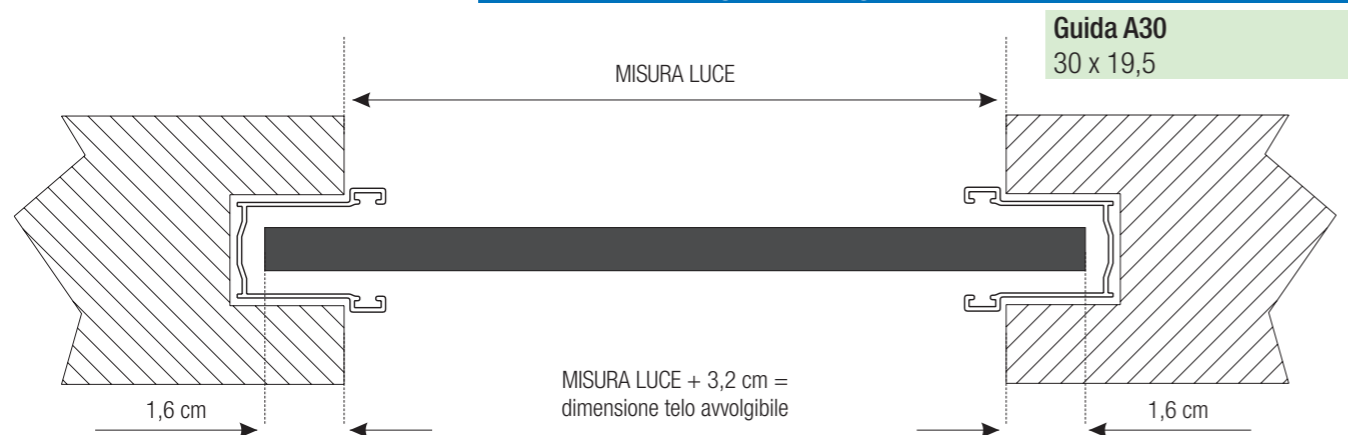 Guida A30
30 x 19,5
MISURA LUCE
MISURA LUCE + 3,2 cm =
dimensione telo avvolgibile
1,6 cm
1,6 cm